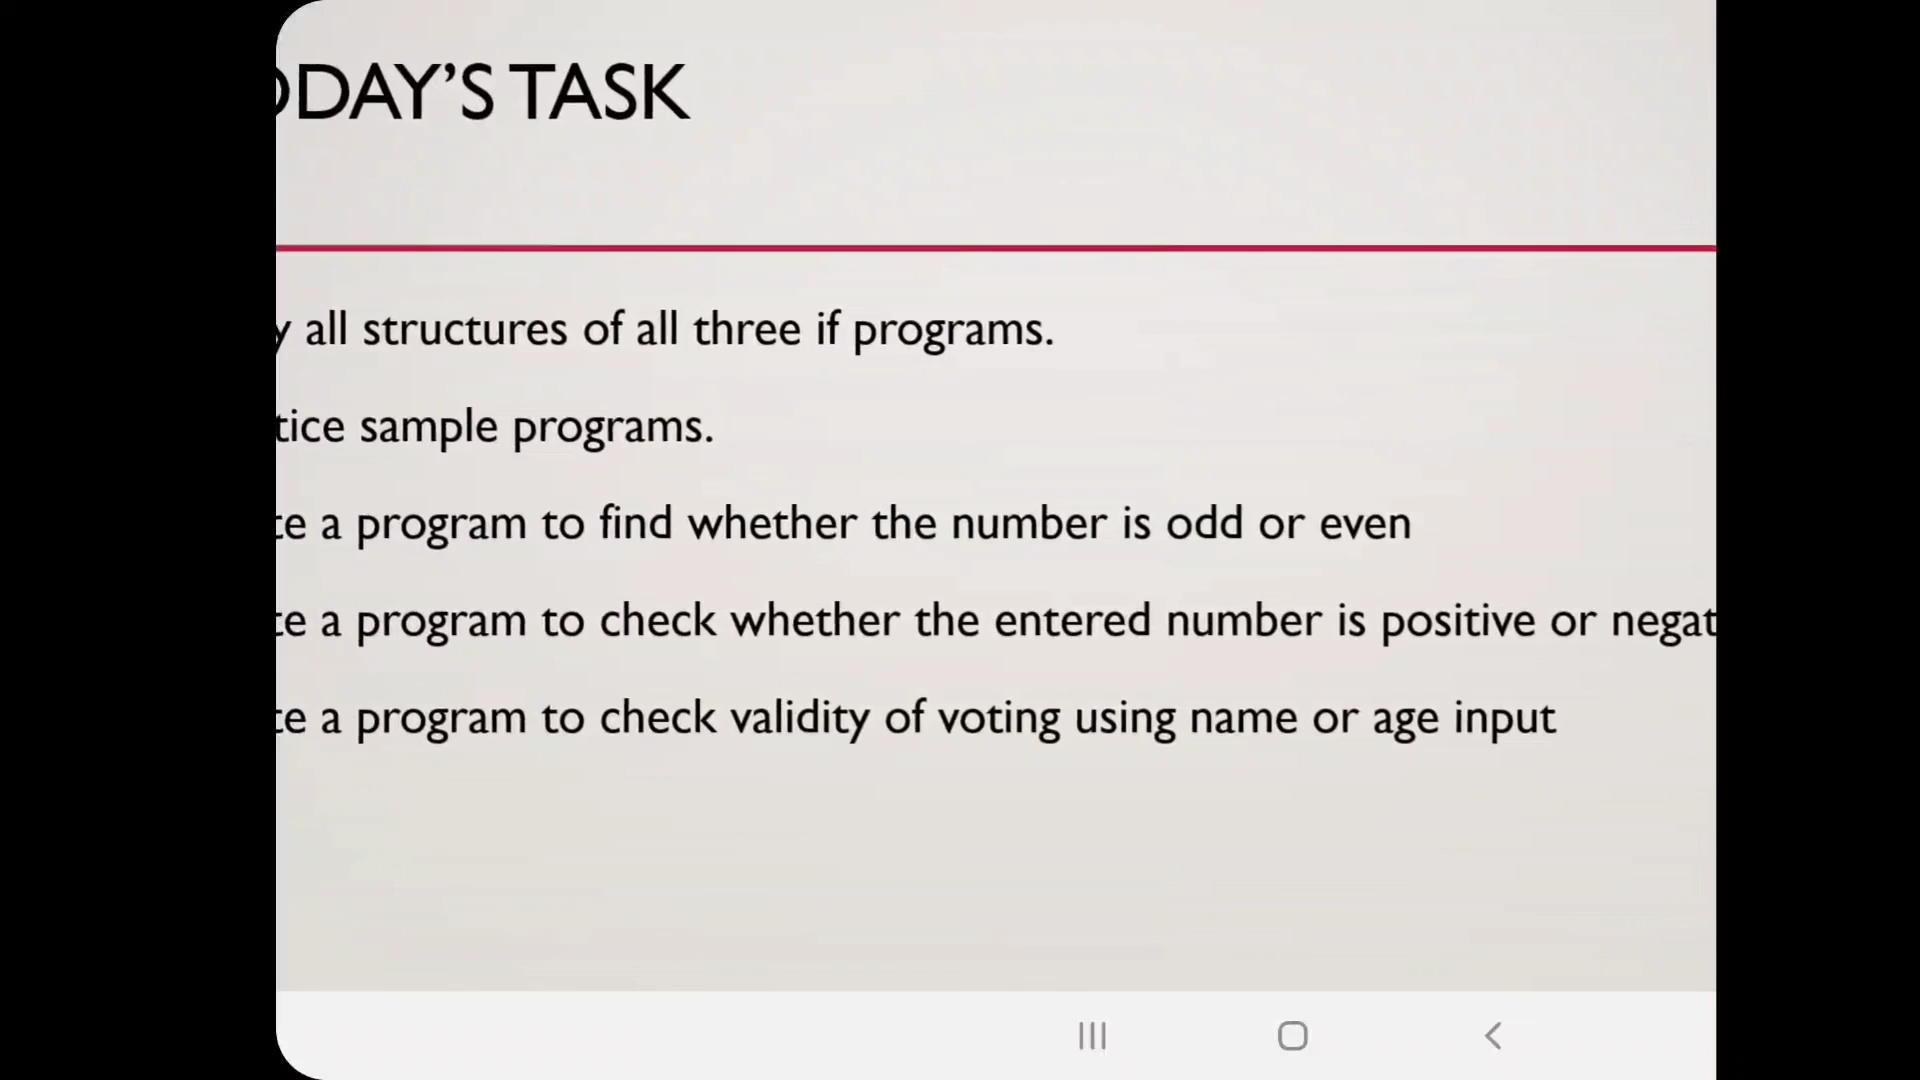 ODAY'S TASK
y all structures of all three if programs.
tice sample programs.
te a program to find whether the number is odd or even
te a program to check whether the entered number is positive or negat
te a program to check validity of voting using name or age input